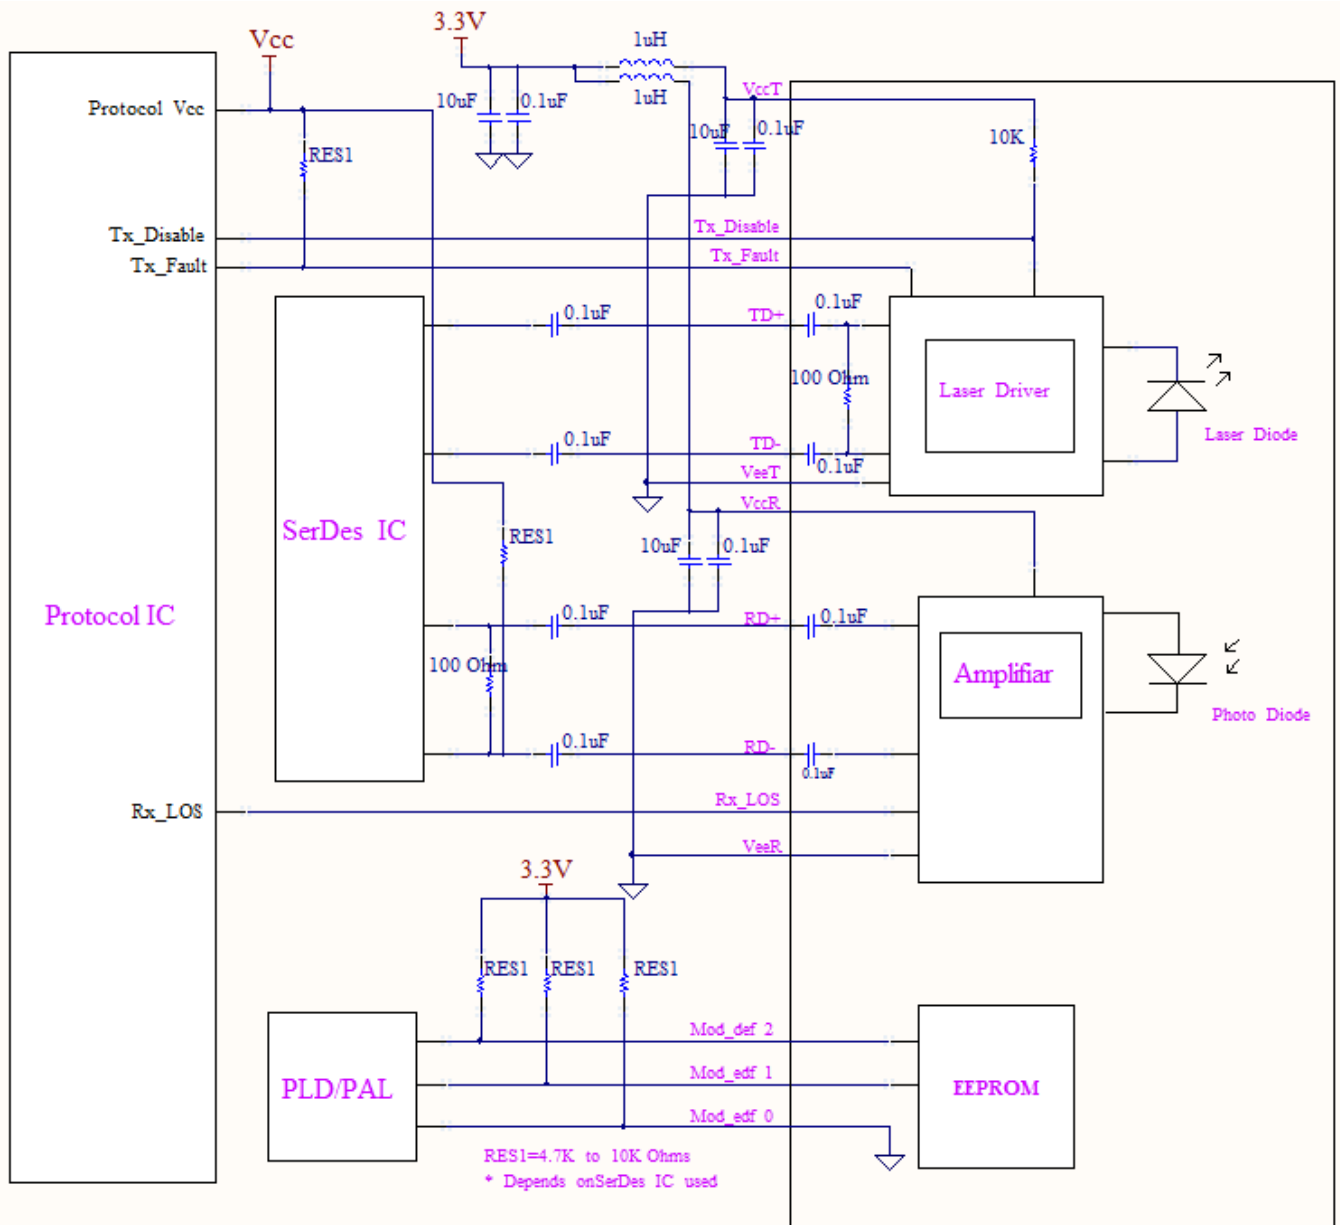 3.3V
1uH
Vcc
VccT
Protocol Vcc
10uF
0.1uF
1uH
10uF
0.1uF
10K
RES1
Tx_Disable
Tx_Disable
Tx_Fault
Tx_Fault
0.1uF
0.1uF
TD+
100 Ohm
Laser Driver
Laser Diode
0.1uF
TD-
0.1uF
VeeT
VccR
SerDes IC
RES1
10uF
0.1uF
Protocol IC
0.1uF
RD+
0.1uF
100 Ohm
Amplifiar
Photo Diode
0.1uF
RD-
0.1uF
Rx_LOS
Rx_LOS
VeeR
3.3V
RES1
RES1
RES1
Mod_def 2
PLD/PAL
Mod_edf 1
EEPROM
Mod_edf 0
RES1=4.7K to 10K Ohms
* Depends onSerDes IC used